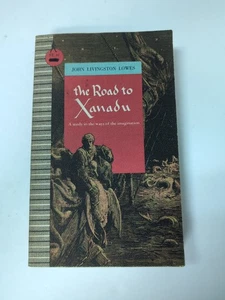 JOHN LIVINGSTON LOWES
the Road to
Xanadu
A study in the ways of the imagination